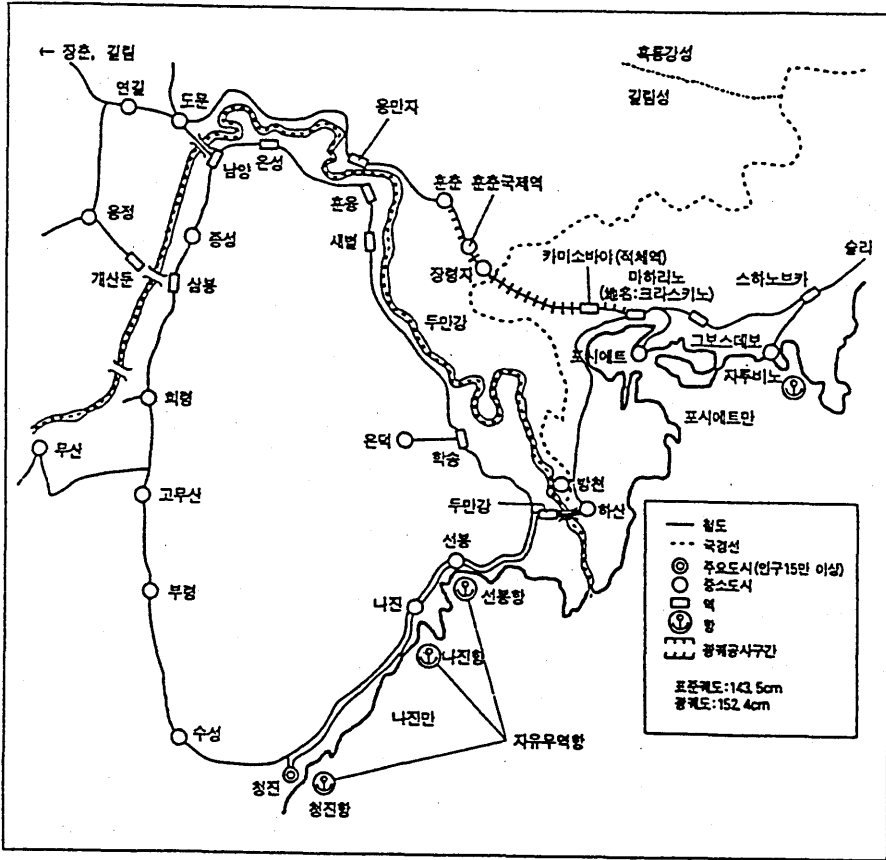 ← 장춘, 길림
흑룡강성
연길
도문
용만자
길림성
남양
온성
훈춘
훈춘국제역
훈융
용정
종성
새별
카미소바야 (적체역)
슬리
개산둔
삼봉
장령자
마하리노
(地名:크라스키노)
스하노브카
두만강
포시에트
그보스데보
자루비노
회령
포시에트만
무산
은덕
학송
고무산
방천
두만강
하산
선봉
부령
선봉항
나진
나진항
나진만
수성
자유무역항
청진
청진항
철도
국경선
주요도시(인구15만 이상)
중소도시
역
항
광궤공사구간
표준궤도:143.5cm
광궤도:152.4cm